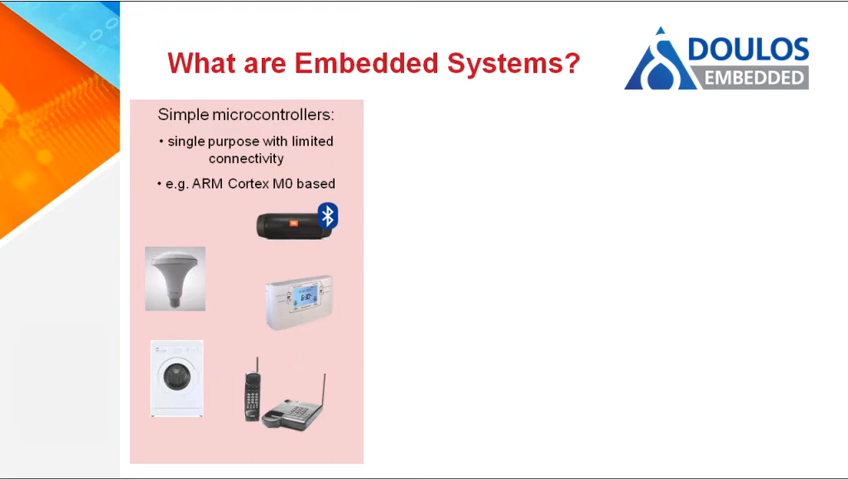 What are Embedded Systems?
DOULOS
EMBEDDED
Simple microcontrollers:
• single purpose with limited
connectivity
• e.g. ARM Cortex M0 based